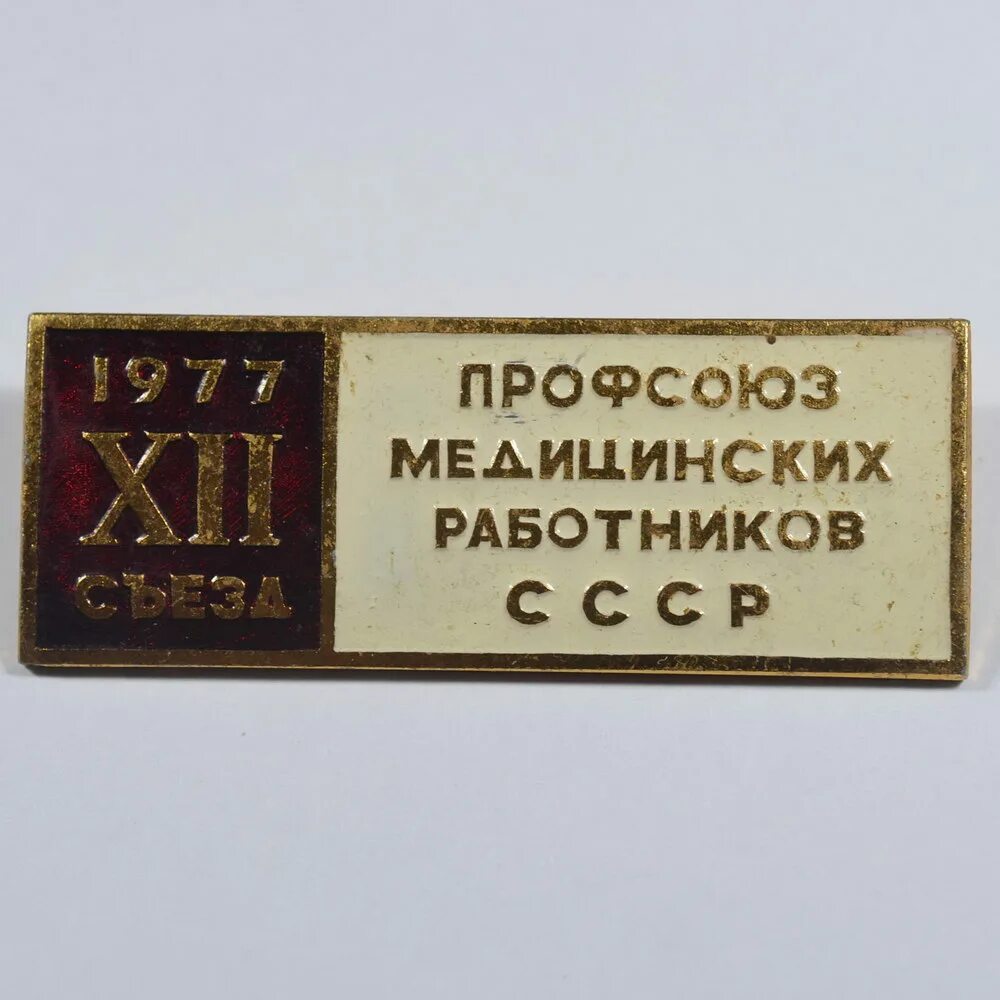 1977
XII
СЪЕЗД
ПРОФСОЮЗ
МЕДИЦИНСКИХ
РАБОТНИКОВ
СССР